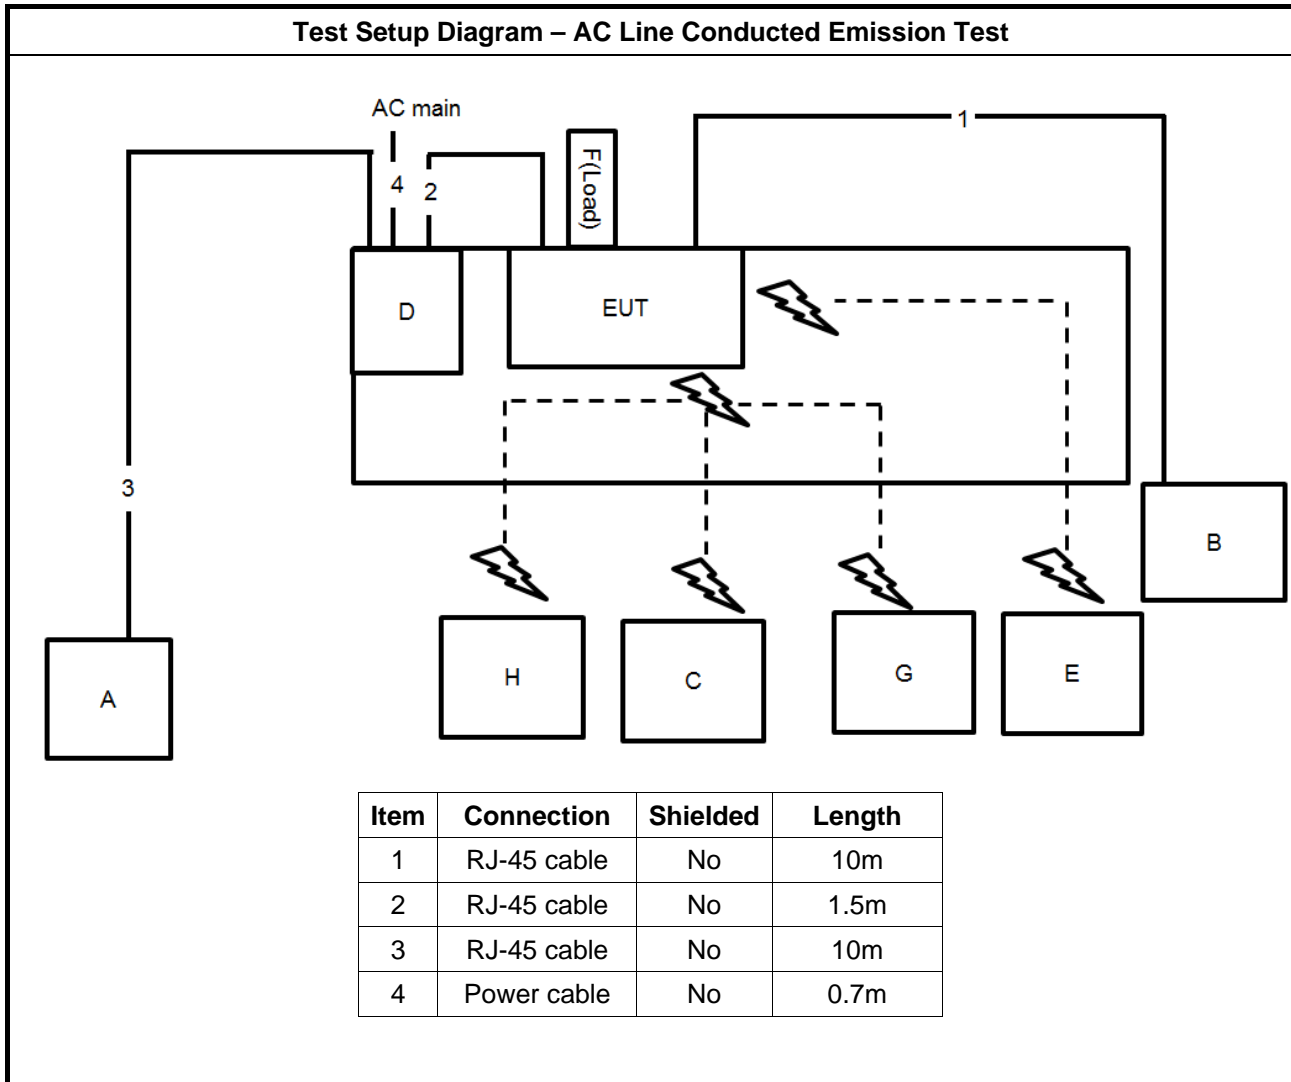 Test Setup Diagram – AC Line Conducted Emission Test
AC main
1
F(Load)
4
2
D
EUT
3
B
H
C
G
E
A
Item Connection Shielded Length
1 RJ-45 cable No 10m
2 RJ-45 cable No 1.5m
3 RJ-45 cable No 10m
4 Power cable No 0.7m